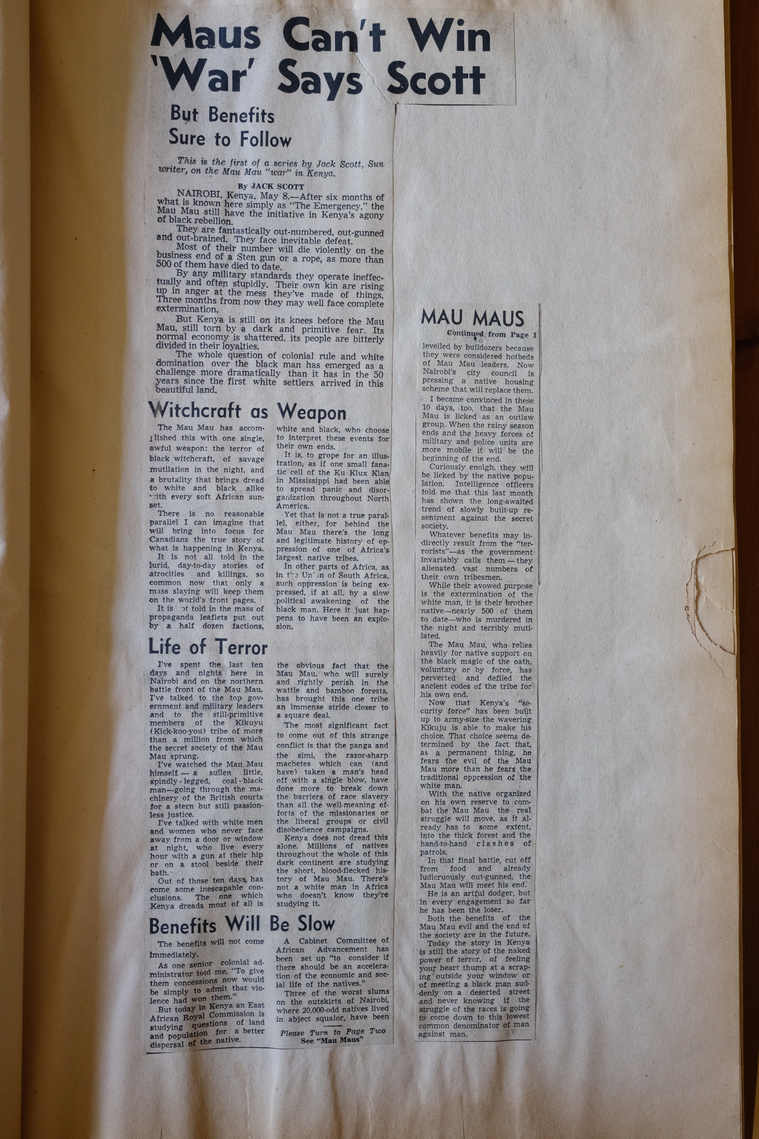 Maus Can't Win
'War' Says Scott
But Benefits
Sure to Follow
This is the first of a series by Jack Scott, Sun
writer, on the Mau Mau "war" in Kenya.
By JACK SCOTT
NAIROBI, Kenya, May 8.—After six months of
what is known here simply as "The Emergency," the
Mau Mau still have the initiative in Kenya's agony
of black rebellion.
They are fantastically out-numbered, out-gunned
and out-brained. They face inevitable defeat.
Most of their number will die violently on the
business end of a Sten gun or a rope, as more than
500 of them have died to date.
By any military standards they operate ineffec-
tually and often stupidly. Their own kin are rising
up in anger at the mess they've made of things.
Three months from now they may well face complete
extermination.
But Kenya is still on its knees before the Mau
Mau, still torn by a dark and primitive fear. Its
normal economy is shattered, its people are bitterly
divided in their loyalties.
The whole question of colonial rule and white
domination over the black man has emerged as a
challenge more dramatically than it has in the 50
years since the first white settlers arrived in this
beautiful land.
Witchcraft as Weapon
The Mau Mau has accom-
lished this with one single,
awful weapon: the terror of
black witchcraft, of savage
mutilation in the night, and
a brutality that brings dread
to white and black alike
with every soft African sun-
set.
There is no reasonable
parallel I can imagine that
will bring into focus for
Canadians the true story of
what is happening in Kenya.
It is not all told in the
lurid, day-to-day stories of
atrocities and killings, so
common now that only a
mass slaying will keep them
on the world's front pages.
It is not told in the mass of
propaganda leaflets put out
by a half dozen factions,
white and black, who choose
to interpret these events for
their own ends.
It is, to grope for an illus-
tration, as if one small fana-
tic cell of the Ku Klux Klan
in Mississippi had been able
to spread panic and disor-
ganization throughout North
America.
Yet that is not a true paral-
lel, either, for behind the
Mau Mau there's the long
and legitimate history of op-
pression of one of Africa's
largest native tribes.
In other parts of Africa, as
in the Union of South Africa,
such oppression is being ex-
pressed, if at all, by a slow
political awakening of the
black man. Here it just hap-
pens to have been an explo-
sion.
Life of Terror
I've spent the last ten
days and nights here in
Nairobi and on the northern
battle front of the Mau Mau.
I've talked to the top gov-
ernment and military leaders
and to the still-primitive
members of the Kikuyu
(Kick-koo-you) tribe of more
than a million from which
the secret society of the Mau
Mau sprung.
I've watched the Mau Mau
himself — a sullen little,
spindly-legged, coal-black
man—going through the ma-
chinery of the British courts
for a stern but still passion-
less justice.
I've talked with white men
and women who never face
away from a door or window
at night, who live every
hour with a gun at their hip
or on a stool beside their
bath.
Out of those ten days, has
come some inescapable con-
clusions. The one which
Kenya dreads most of all is
the obvious fact that the
Mau Mau, who will surely
and rightly perish in the
wattle and bamboo forests,
has brought this one tribe
an immense stride closer to
a square deal.
The most significant fact
to come out of this strange
conflict is that the panga and
the simi, the razor-sharp
machetes which can (and
have) taken a man's head
off with a single blow, have
done more to break down
the barriers of race slavery
than all the well-meaning ef-
forts of the missionaries or
the liberal groups or civil
disobedience campaigns.
Kenya does not dread this
alone. Millions of natives
throughout the whole of this
dark continent are studying
the short, blood-flecked his-
tory of Mau Mau. There's
not a white man in Africa
who doesn't know they're
studying it.
Benefits Will Be Slow
The benefits will not come
immediately.
As one senior colonial ad-
ministrator told me, "To give
them concessions now would
be simply to admit that vio-
lence had won them."
But today in Kenya an East
African Royal Commission is
studying questions of land
and population for a better
dispersal of the native.
A Cabinet Committee of
African Advancement has
been set up "to consider if
there should be an accelera-
tion of the economic and soc-
ial life of the natives."
Three of the worst slums
on the outskirts of Nairobi,
where 20,000-odd natives lived
in abject squalor, have been
Please Turn to Page Two
See "Mau Maus"
MAU MAUS
Continued from Page 1
levelled by bulldozers because
they were considered hotbeds
of Mau Mau leaders. Now
Nairobi's city council is
pressing a native housing
scheme that will replace them.
I became convinced in these
10 days, too, that the Mau
Mau is licked as an outlaw
group. When the rainy season
ends and the heavy forces of
military and police units are
more mobile it will be the
beginning of the end.
Curiously enolgh, they will
be licked by the native popu-
lation. Intelligence officers
told me that this last month
has shown the long-awaited
trend of slowly built-up re-
sentment against the secret
society.
Whatever benefits may in-
directly result from the "ter-
rorists"—as the government
invariably calls them — they
alienated vast numbers of
their own tribesmen.
While their avowed purpose
is the extermination of the
white man, it is their brother
native—nearly 500 of them
to date—who is murdered in
the night and terribly muti-
lated.
The Mau Mau, who relies
heavily for native support on
the black magic of the oath,
voluntary or by force, has
perverted and defiled the
ancient codes of the tribe for
his own end.
Now that Kenya's "se-
curity force" has been built
up to army-size the wavering
Kikuju is able to make his
choice. That choice seems de-
termined by the fact that,
as a permanent thing, he
fears the evil of the Mau
Mau more than he fears the
traditional oppression of the
white man.
With the native organized
on his own reserve to com-
bat the Mau Mau the real
struggle will move, as it al-
ready has to some extent,
into the thick forest and the
hand-to-hand clashes of
patrols.
In that final battle, cut off
from food and already
ludicruously out-gunned, the
Mau Mau will meet his end.
He is an artful dodger, but
in every engagement so far
he has been the loser.
Both the benefits of the
Mau Mau evil and the end of
the society are in the future.
Today the story in Kenya
is still the story of the naked
power of terror, of feeling
your heart thump at a scrap-
ing outside your window or
of meeting a black man sud-
denly on a deserted street
and never knowing if the
struggle of the races is going
to come down to this lowest
common denominator of man
against man.